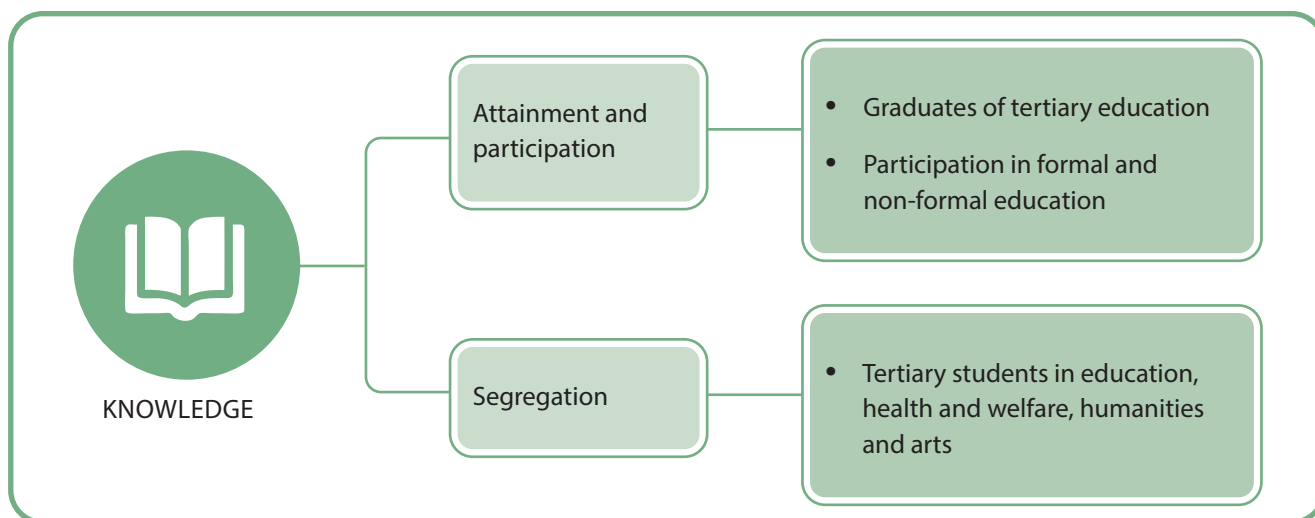 KNOWLEDGE
Attainment and
participation
• Graduates of tertiary education
• Participation in formal and
non-formal education
Segregation
• Tertiary students in education,
health and welfare, humanities
and arts